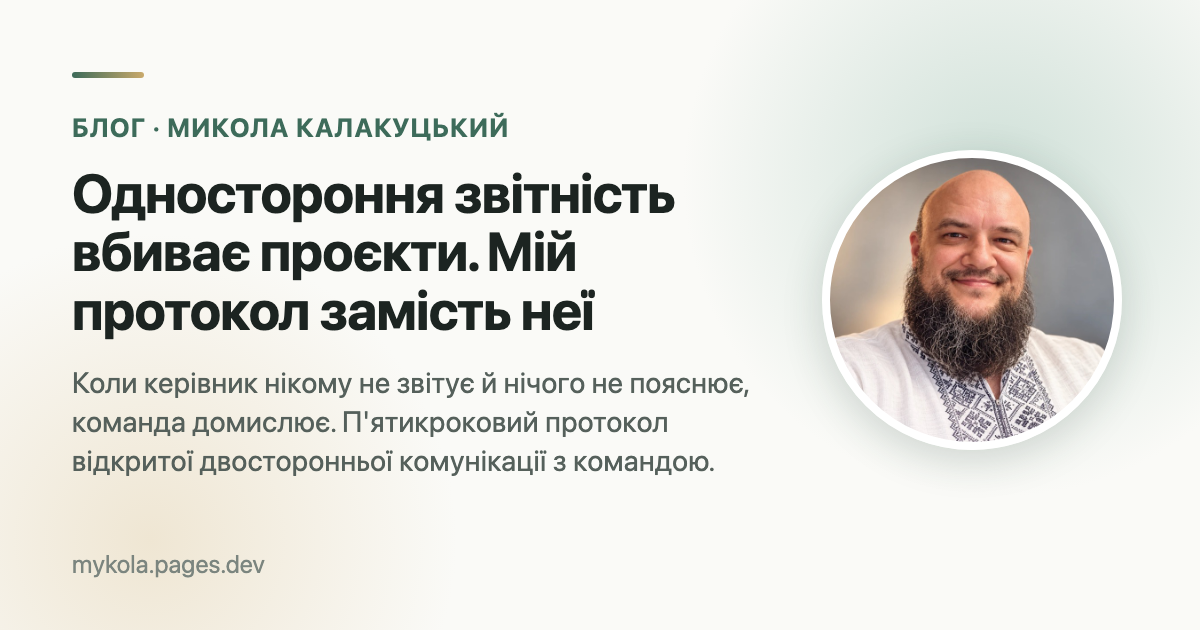 БЛОГ · МИКОЛА КАЛАКУЦЬКИЙ
Одностороння звітність
вбиває проєкти. Мій
протокол замість неї
Коли керівник нікому не звітує й нічого не пояснює,
команда домислює. П'ятикроковий протокол
відкритої двосторонньої комунікації з командою.
mykola.pages.dev